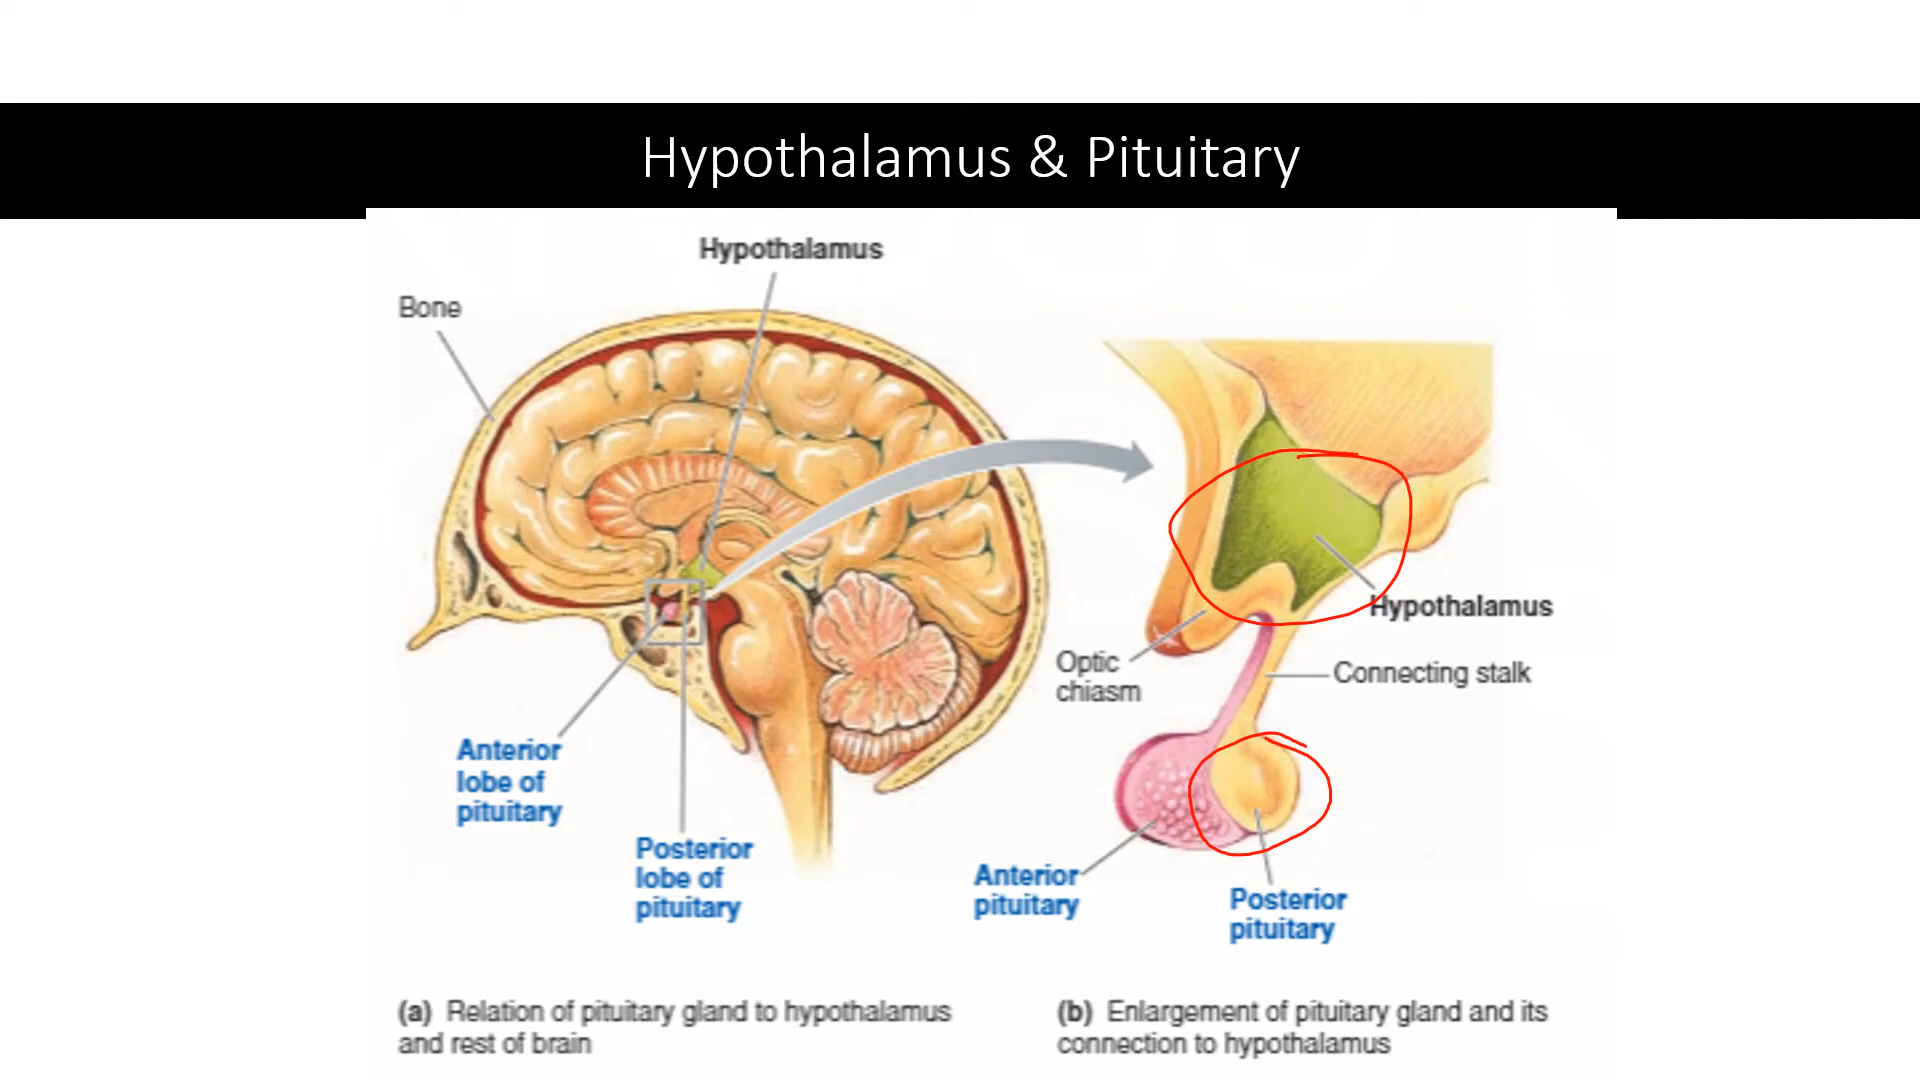 Hypothalamus & Pituitary
Hypothalamus
Bone
Anterior
lobe of
pituitary
Posterior
lobe of
pituitary
Hypothalamus
Optic
chiasm
Connecting stalk
Anterior
pituitary
Posterior
pituitary
(a) Relation of pituitary gland to hypothalamus
and rest of brain
(b) Enlargement of pituitary gland and its
connection to hypothalamus